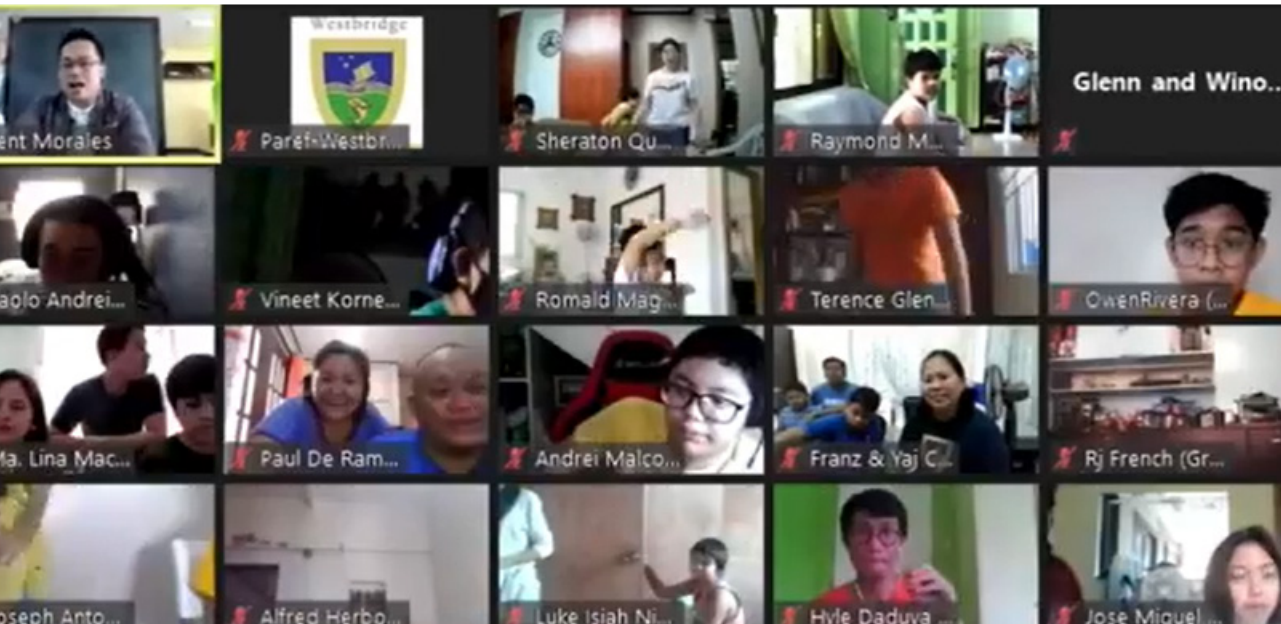 Westbridge
ent Morales
Paref-Westbr...
Sheraton Qu...
Raymond M...
Glenn and Wino...
aolo Andrei...
Vineet Korne...
Romald Mag...
Terence Glen...
OwenRivera (...
Ma. Lina Mac...
Paul De Ram...
Andrei Malco...
Franz & Yaj C...
Rj French (Gr...
oseph Anto...
Alfred Herbo...
Luke Isiah Ni...
Hyle Daduya ...
Jose Miguel ...